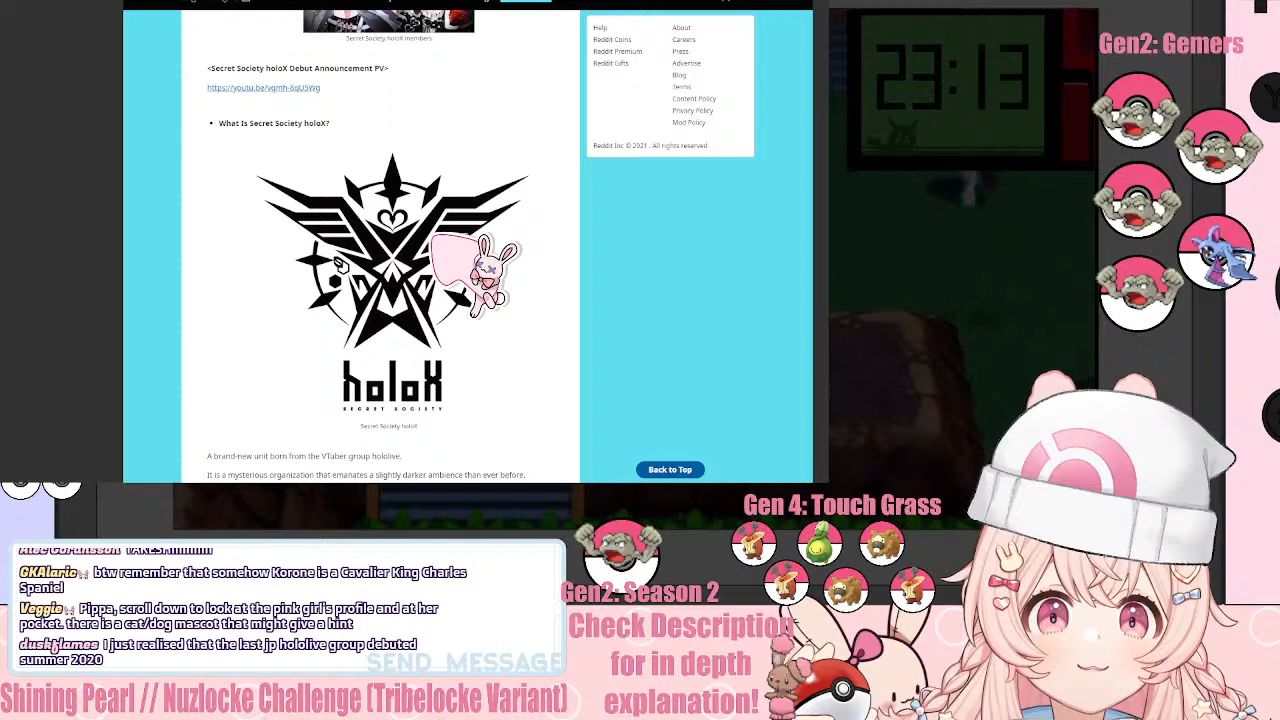 Secret Society holoX members
<Secret Society holoX Debut Announcement PV>
https://youtu.be/vqmh-8qU5Wg
• What Is Secret Society holoX?
holoX
SECRET SOCIETY
Secret Society holoX
A brand-new unit born from the VTuber group hololive.
It is a mysterious organization that emanates a slightly darker ambience than ever before.
Help
Reddit Coins
Reddit Premium
Reddit Gifts
About
Careers
Press
Advertise
Blog
Terms
Content Policy
Privacy Policy
Mod Policy
Reddit Inc © 2021 . All rights reserved
Back to Top
23:13
Gen2: Gemers
Gen 4: Touch Grass
Gen2: Season 2
Check Description
for in depth
explanation!
GKAlaris btw remember that somehow Korone is a Cavalier King Charles
Spaniel
Veggie Pippa, scroll down to look at the pink girl's profile and at her
pocket. there is a cat/dog mascot that might give a hint
duskflames I just realised that the last jp hololive group debuted
summer 2020
SEND MESSAGE
Shining Pearl // Nuzlocke Challenge (Tribelocke Variant)